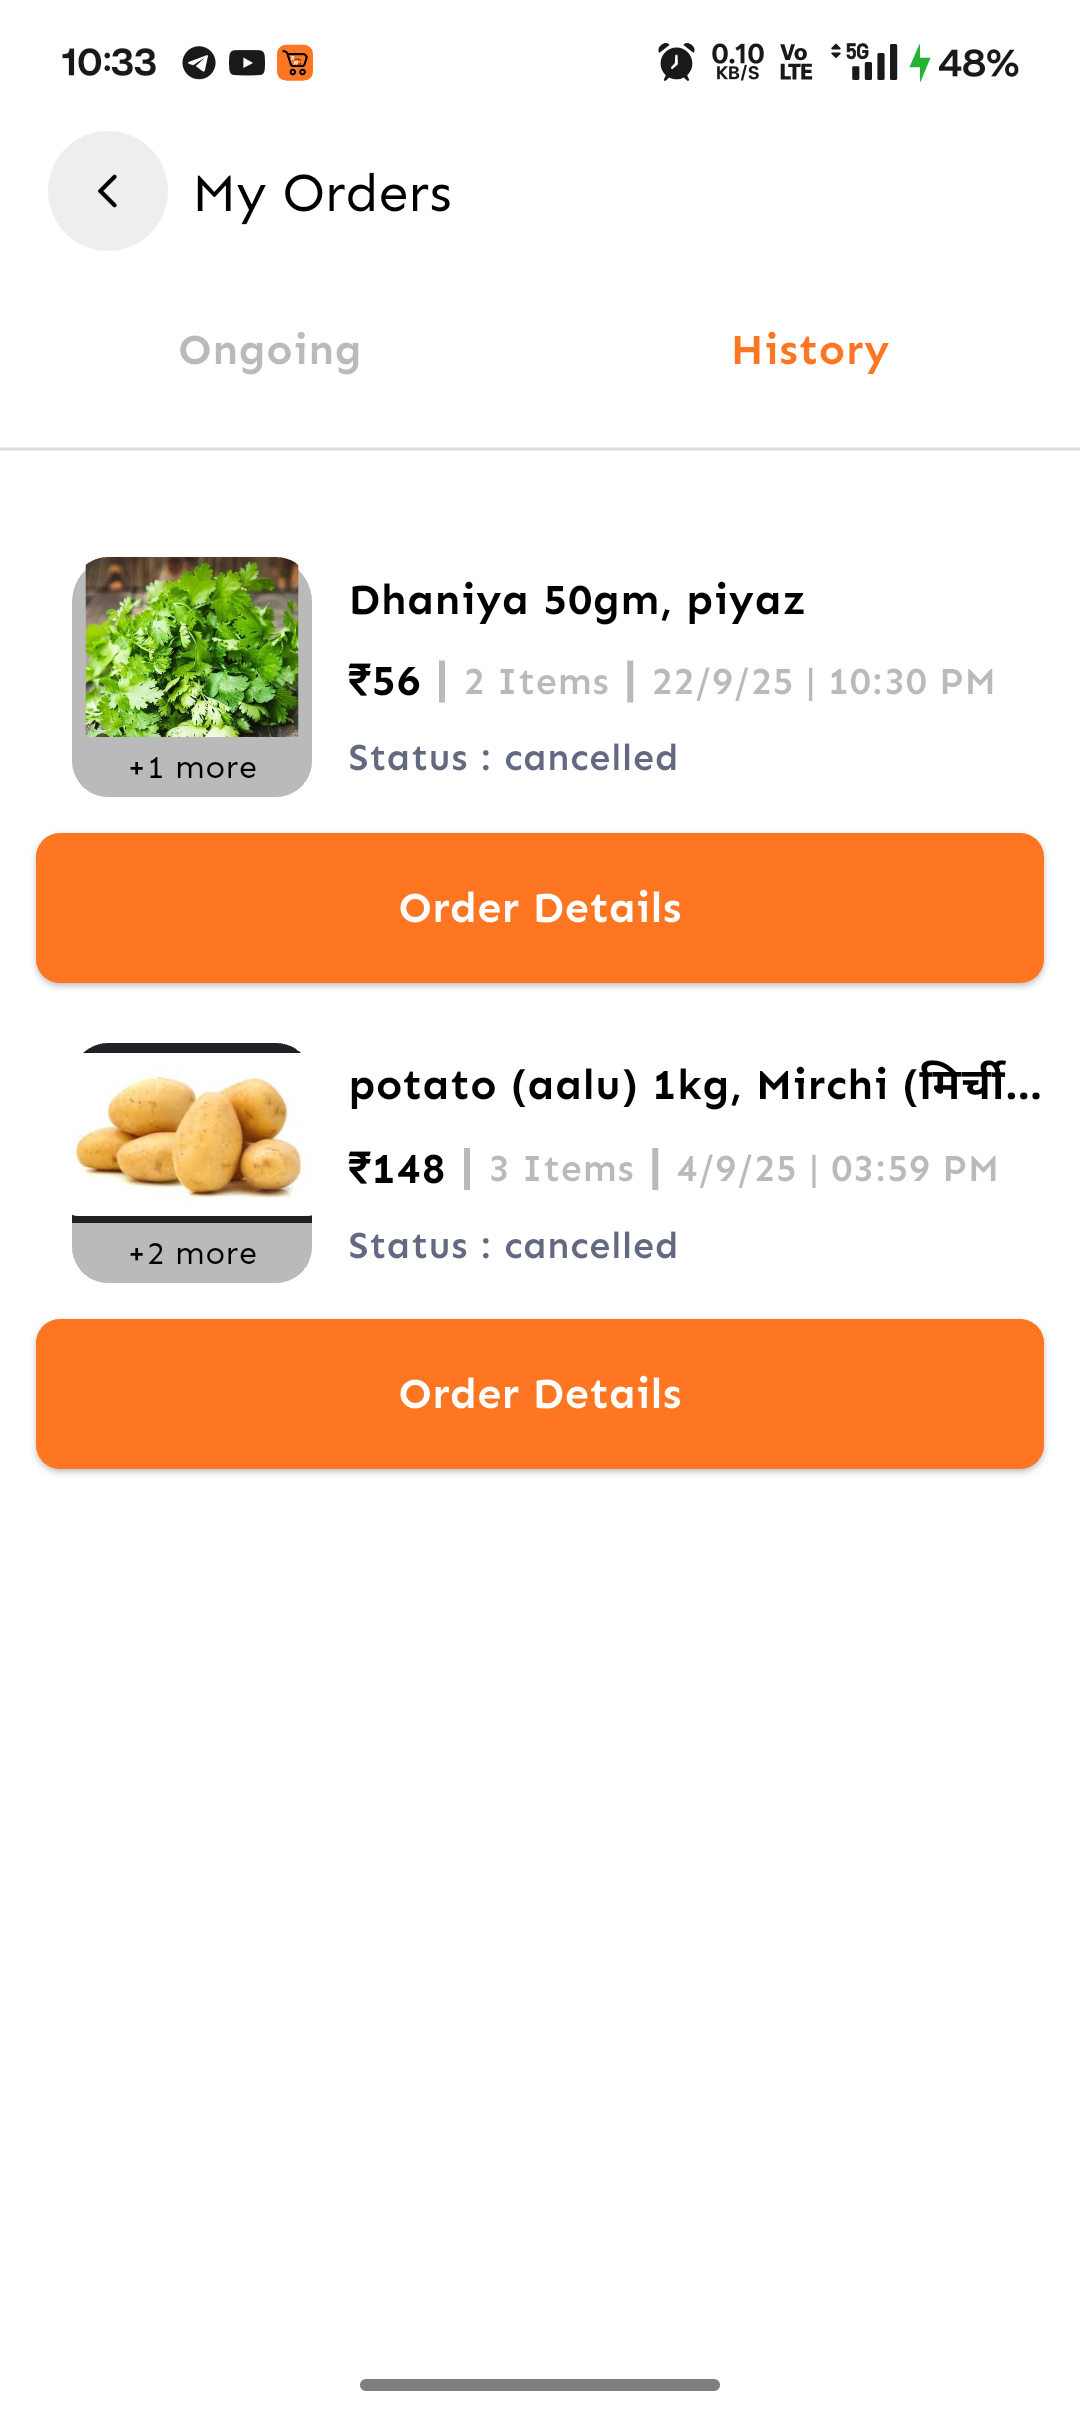 10:33 0.10 KB/S Vo LTE 5G 48%
My Orders
Ongoing History
Dhaniya 50gm, piyaz
₹56 | 2 Items | 22/9/25 | 10:30 PM
+1 more
Status : cancelled
Order Details
potato (aalu) 1kg, Mirchi (मिर्ची...
₹148 | 3 Items | 4/9/25 | 03:59 PM
+2 more
Status : cancelled
Order Details